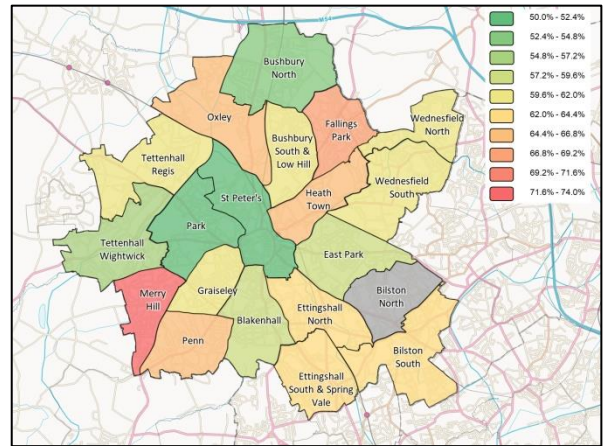 Bushbury
North
Oxley
Bushbury
South &
Low Hill
Fallings
Park
Wednesfield
North
Tettenhall
Regis
St Peter's
Heath
Town
Wednesfield
South
Park
Tettenhall
Wightwick
East Park
Merry
Hill
Graiseley
Blakenhall
Ettingshall
North
Bilston
North
Penn
Ettingshall
South & Spring
Vale
Bilston
South
50.0% - 52.4%
52.4% - 54.8%
54.8% - 57.2%
57.2% - 59.6%
59.6% - 62.0%
62.0% - 64.4%
64.4% - 66.8%
66.8% - 69.2%
69.2% - 71.6%
71.6% - 74.0%